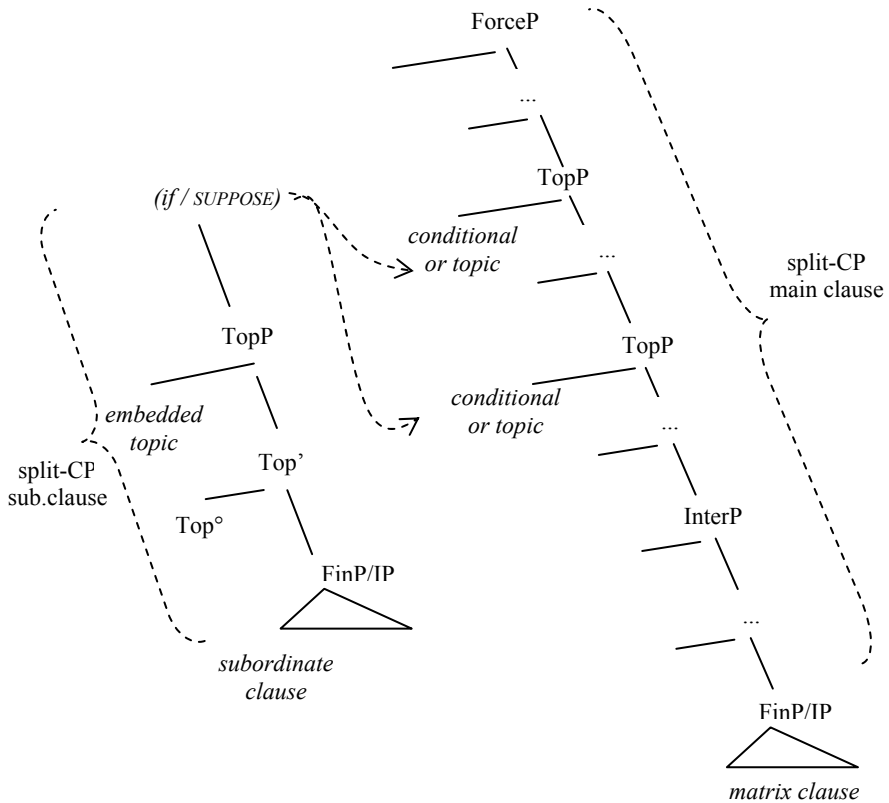 ForceP
...
TopP
(if / SUPPOSE)
conditional
or topic
...
split-CP
main clause
TopP
TopP
conditional
or topic
embedded
topic
...
split-CP
sub.clause
Top’
Top°
InterP
FinP/IP
...
subordinate
clause
FinP/IP
matrix clause